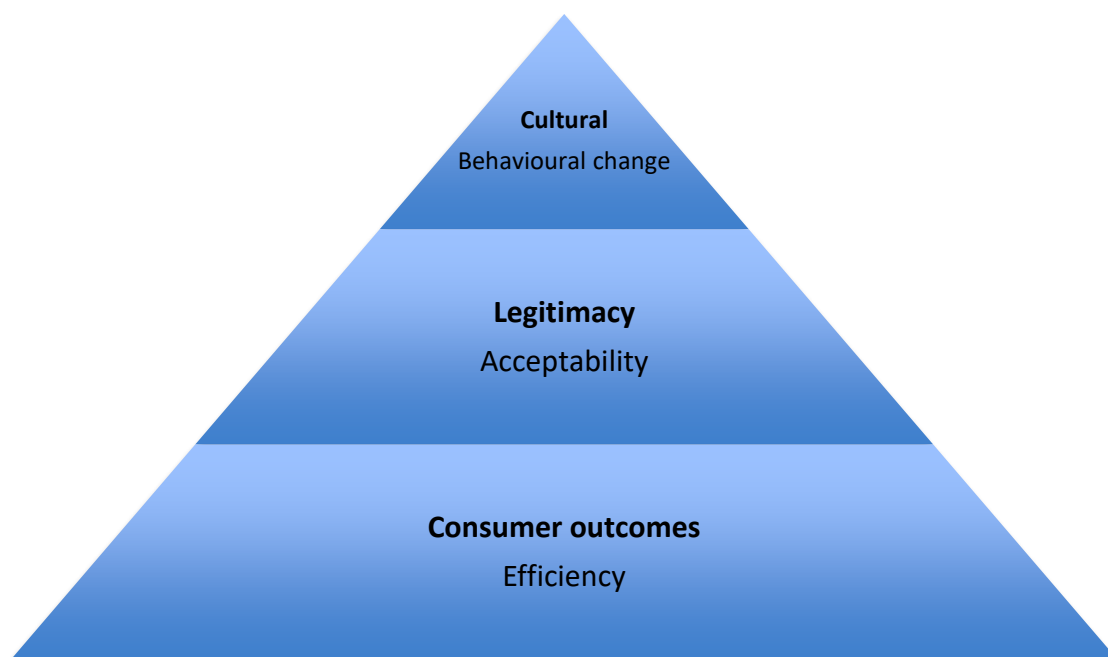 Cultural
Behavioural change
Legitimacy
Acceptability
Consumer outcomes
Efficiency